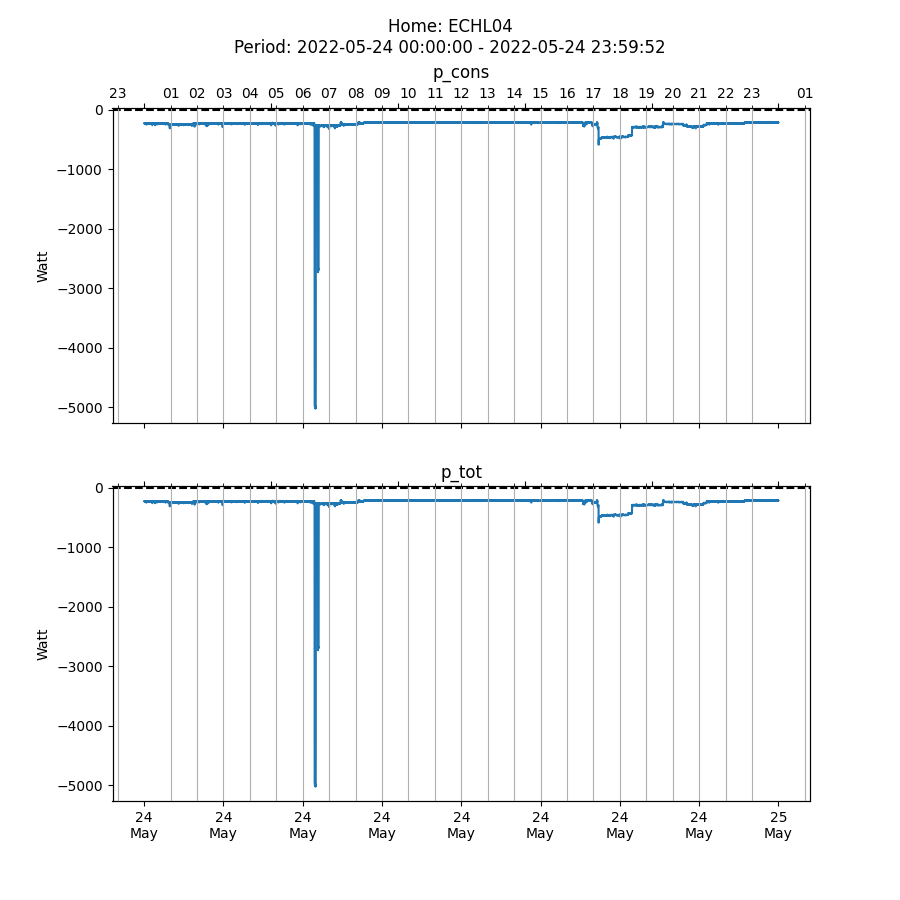 Home: ECHL04
Period: 2022-05-24 00:00:00 - 2022-05-24 23:59:52
p_cons
23 01 02 03 04 05 06 07 08 09 10 11 12 13 14 15 16 17 18 19 20 21 22 23 01
0
−1000
−2000
Watt
−3000
−4000
−5000
p_tot
0
−1000
−2000
Watt
−3000
−4000
−5000
24 24 24 24 24 24 24 24 25
May May May May May May May May May